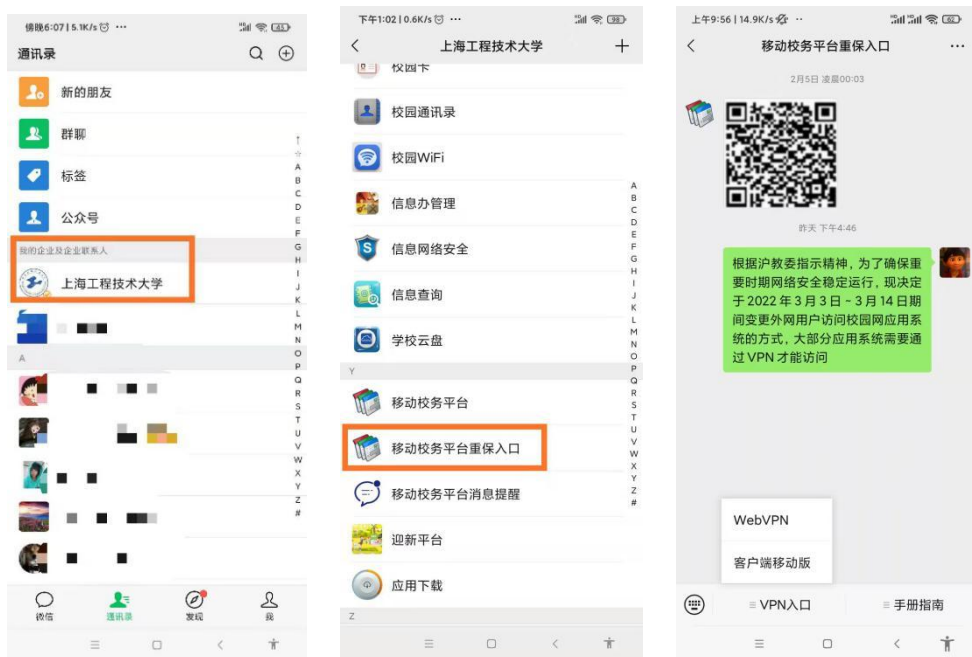 傍晚6:07 | 5.1K/s
45
通讯录
新的朋友
群聊
标签
公众号
我的企业及企业联系人
上海工程技术大学
A
↑
☆
A
B
C
D
E
F
G
H
I
J
K
L
M
N
O
P
Q
R
S
T
U
V
W
X
Y
Z
#
微信
通讯录
发现
我
下午1:02 | 0.6K/s
98
上海工程技术大学
校园卡
校园通讯录
校园WiFi
信息办管理
信息网络安全
信息查询
学校云盘
Y
移动校务平台
移动校务平台重保入口
移动校务平台消息提醒
迎新平台
应用下载
Z
A
B
C
D
E
F
G
H
I
J
K
L
M
N
O
P
Q
R
S
T
U
V
W
X
Y
Z
#
上午9:56 | 14.9K/s
62
移动校务平台重保入口
2月5日 凌晨00:03
昨天 下午4:46
根据沪教委指示精神，为了确保重
要时期网络安全稳定运行，现决定
于 2022 年 3 月 3 日 - 3 月 14 日期
间变更外网用户访问校园网应用系
统的方式，大部分应用系统需要通
过 VPN 才能访问
WebVPN
客户端移动版
VPN入口
手册指南